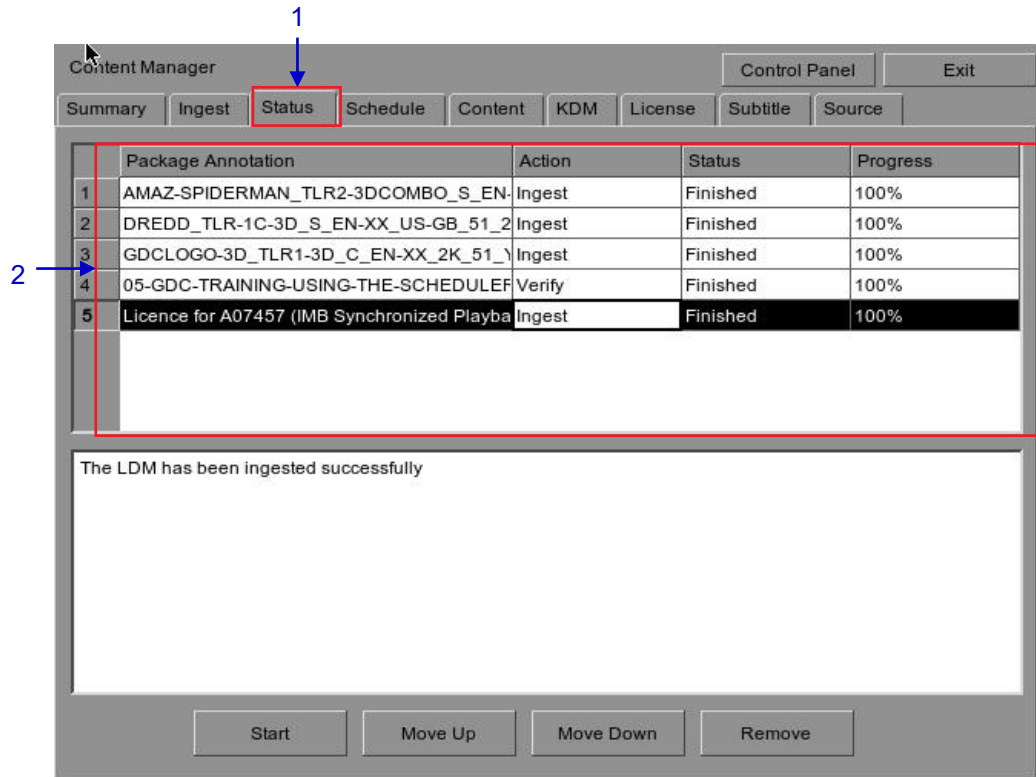 1
Content Manager Control Panel Exit
Summary Ingest Status Schedule Content KDM License Subtitle Source
Package Annotation Action Status Progress
1 AMAZ-SPIDERMAN_TLR2-3DCOMBO_S_EN- Ingest Finished 100%
2 DREDD_TLR-1C-3D_S_EN-XX_US-GB_51_2 Ingest Finished 100%
3 GDCLOGO-3D_TLR1-3D_C_EN-XX_2K_51_ Ingest Finished 100%
2
4 05-GDC-TRAINING-USING-THE-SCHEDULER Verify Finished 100%
5 Licence for A07457 (IMB Synchronized Playba Ingest Finished 100%
The LDM has been ingested successfully
Start Move Up Move Down Remove